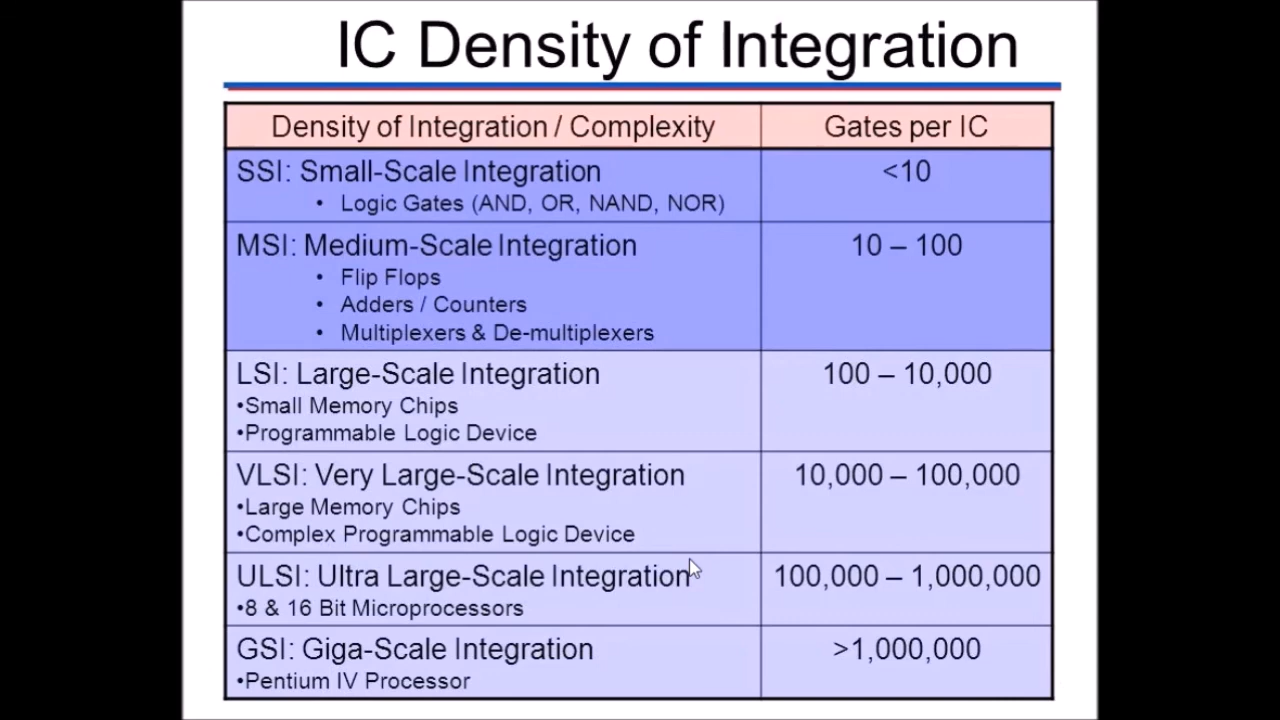 IC Density of Integration
Density of Integration / Complexity
Gates per IC
SSI: Small-Scale Integration
<10
• Logic Gates (AND, OR, NAND, NOR)
MSI: Medium-Scale Integration
10 – 100
• Flip Flops
• Adders / Counters
• Multiplexers & De-multiplexers
LSI: Large-Scale Integration
100 – 10,000
•Small Memory Chips
•Programmable Logic Device
VLSI: Very Large-Scale Integration
10,000 – 100,000
•Large Memory Chips
•Complex Programmable Logic Device
ULSI: Ultra Large-Scale Integration
100,000 – 1,000,000
•8 & 16 Bit Microprocessors
GSI: Giga-Scale Integration
>1,000,000
•Pentium IV Processor